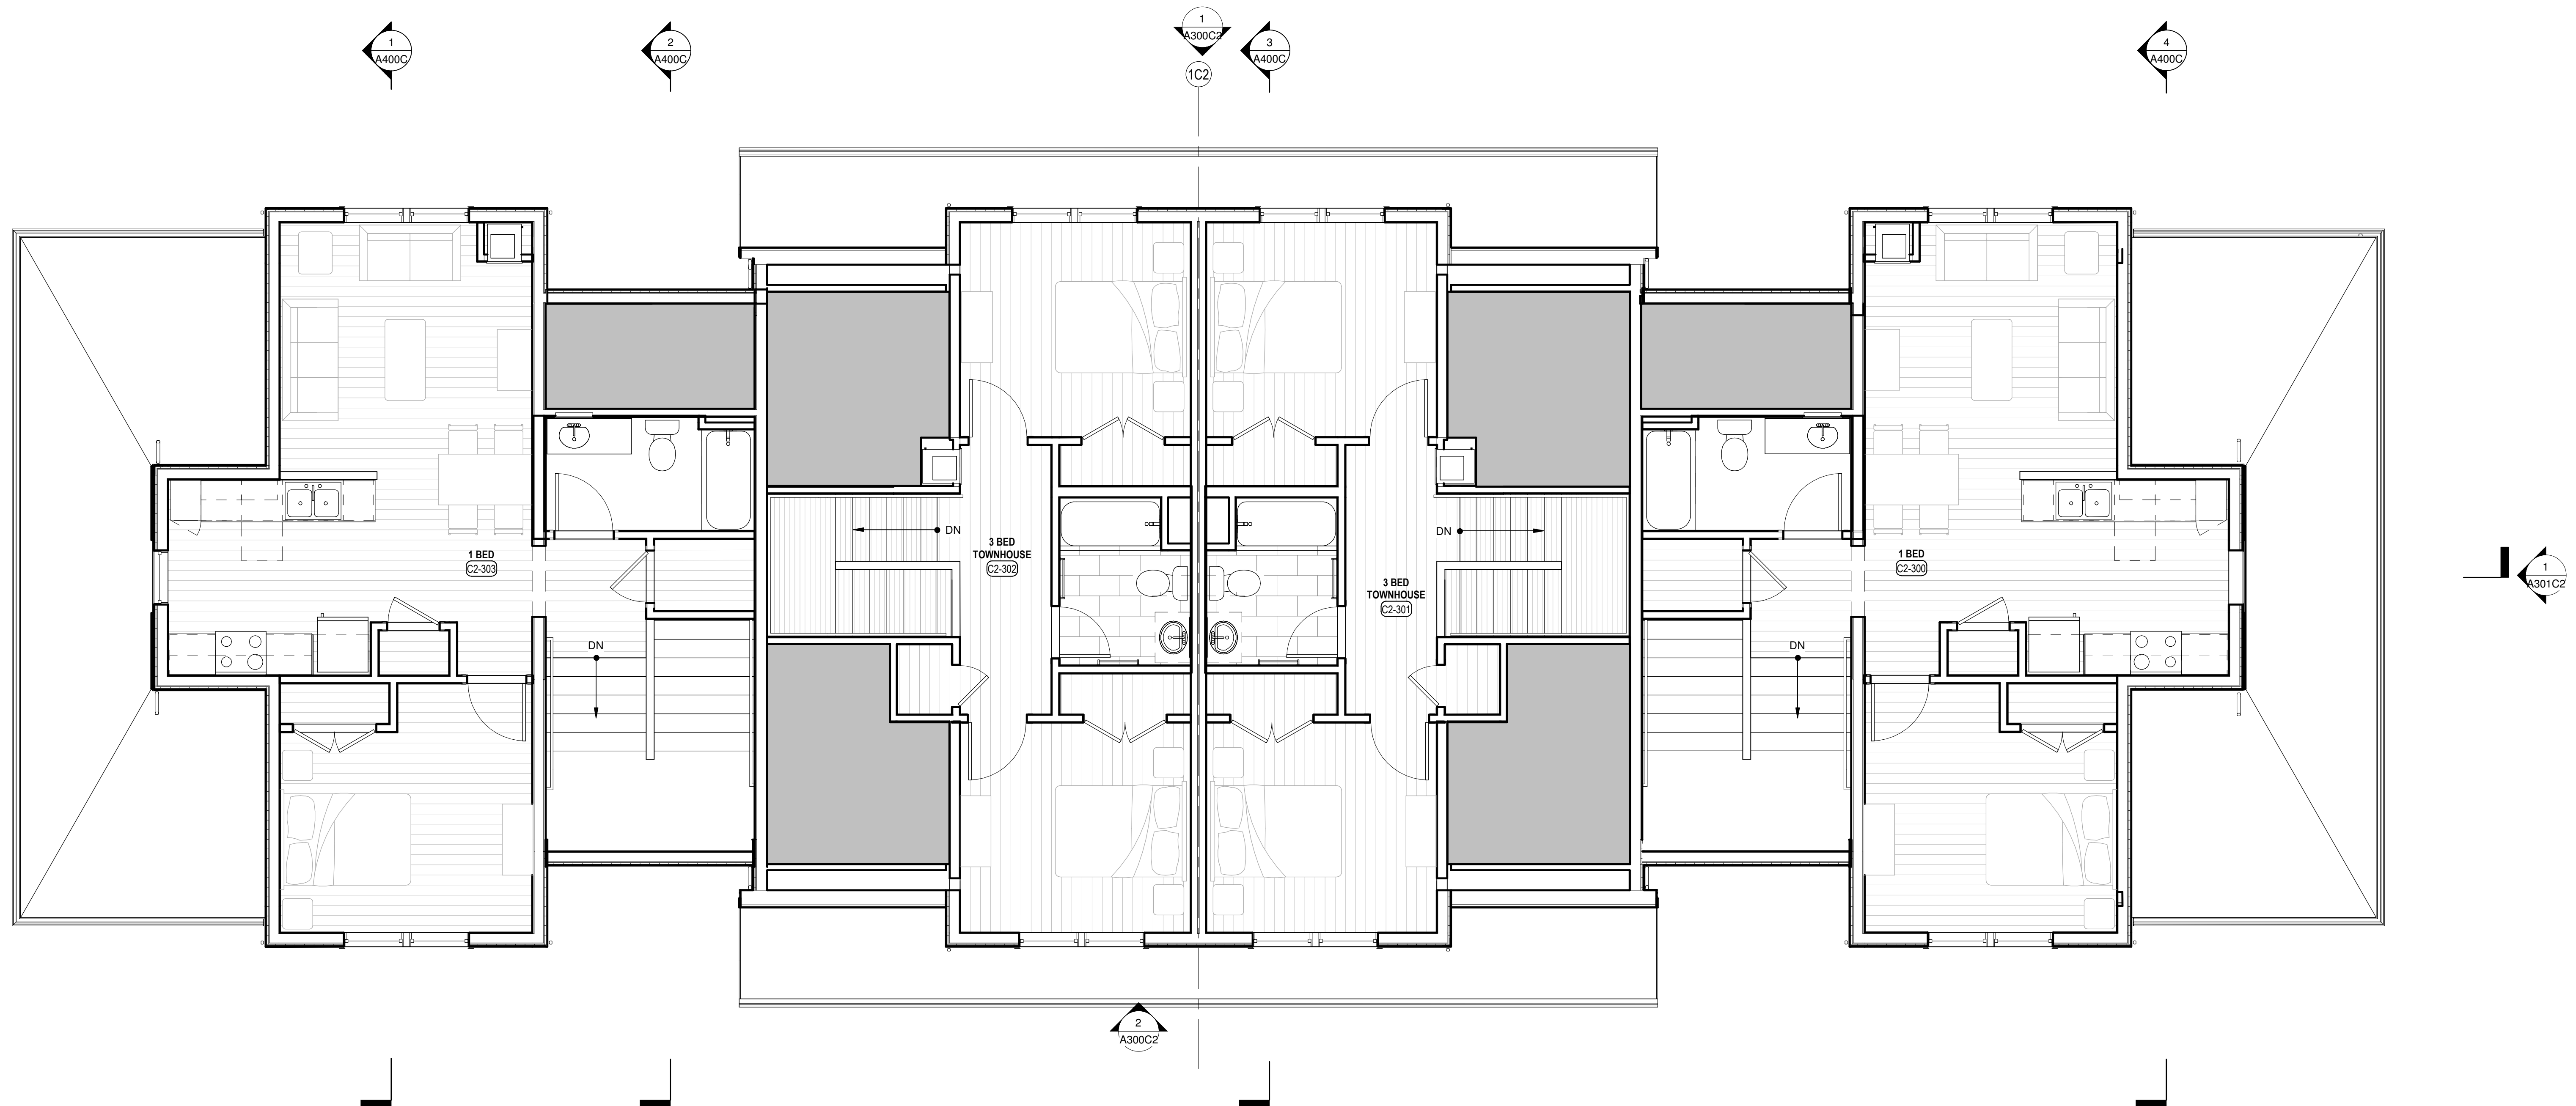 1
A400C
2
A400C
1
A300C2
3
A400C
4
A400C
1C2
DN
DN
3 BED
TOWNHOUSE
C2-302
1 BED
C2-303
1 BED
C2-300
3 BED
TOWNHOUSE
C2-301
1
A301C2
DN
DN
2
A300C2